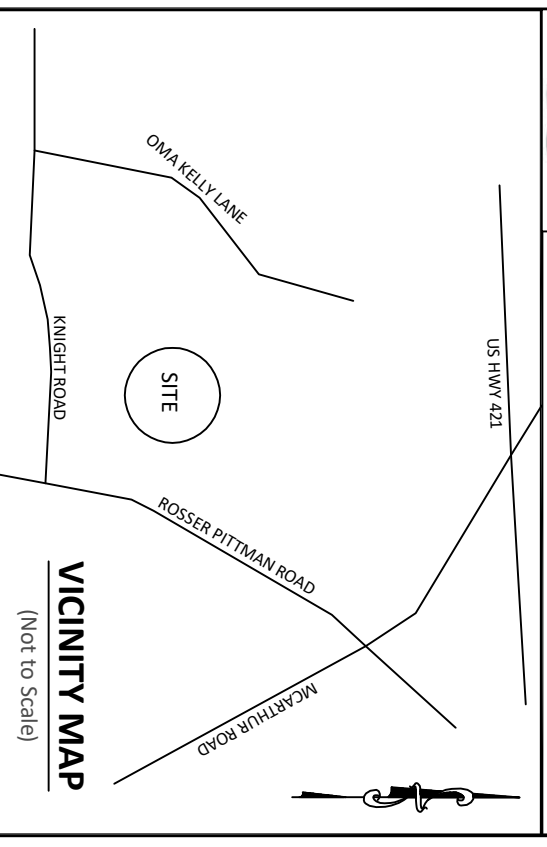 US HWY 421
MCARTHUR ROAD
ROSSER PITTMAN ROAD
OMA KELLY LANE
SITE
KNIGHT ROAD
VICINITY MAP
(Not to Scale)